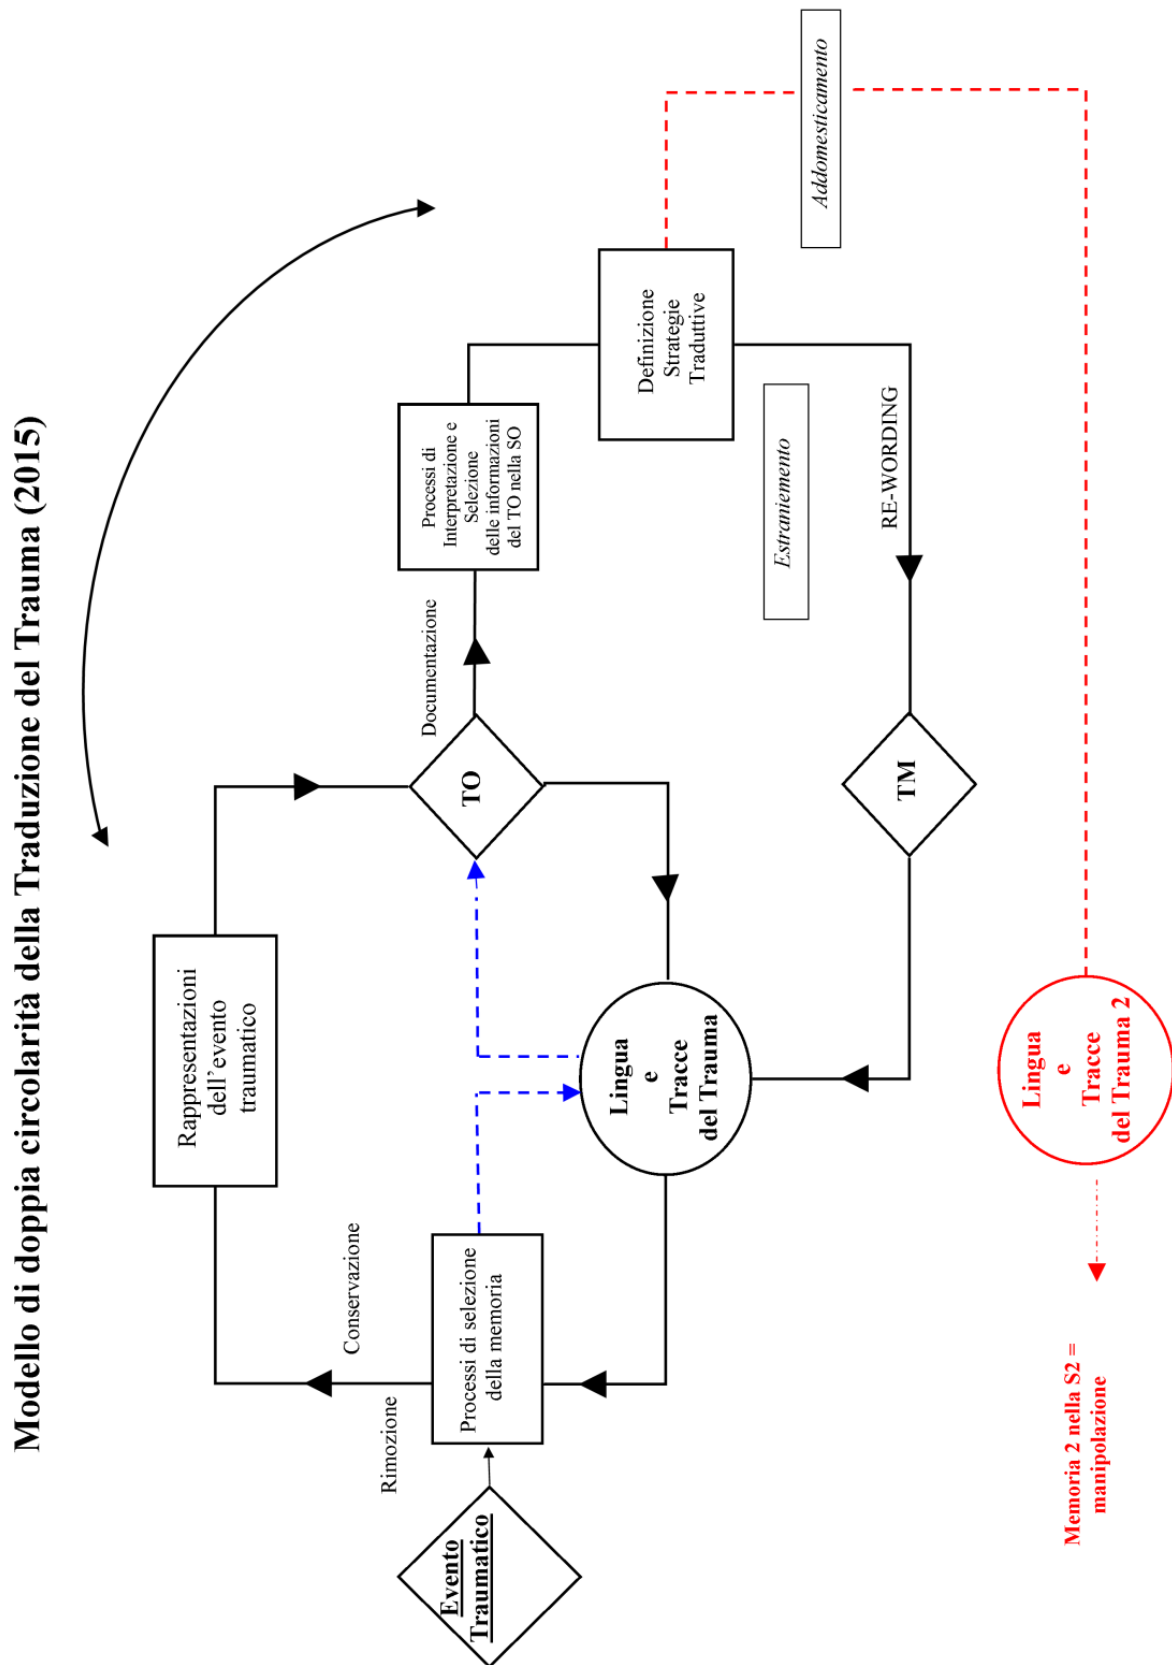 Modello di doppia circolarità della Traduzione del Trauma (2015)
Rappresentazioni
dell’evento
traumatico
Conservazione
Rimozione
Evento
Traumatico
Processi di selezione
della memoria
TO
Documentazione
Processi di
Interpretazione e
Selezione
delle informazioni
del TO nella SO
Definizione
Strategie
Traduttive
Lingua
e
Tracce
del Trauma
Estraniemento
Addomesticamento
RE-WORDING
TM
Lingua
e
Tracce
del Trauma 2
Memoria 2 nella S2 =
manipolazione